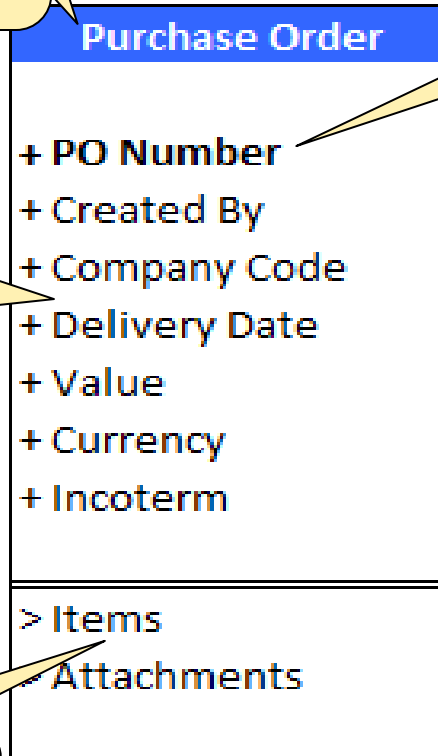 Purchase Order
+ PO Number
+ Created By
+ Company Code
+ Delivery Date
+ Value
+ Currency
+ Incoterm
> Items
> Attachments